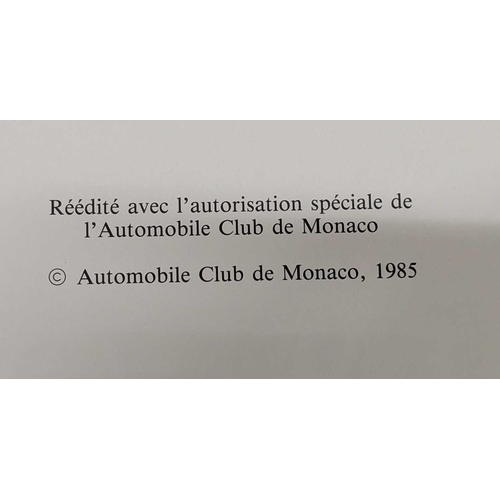 Réédité avec l'autorisation spéciale de
l'Automobile Club de Monaco
© Automobile Club de Monaco, 1985